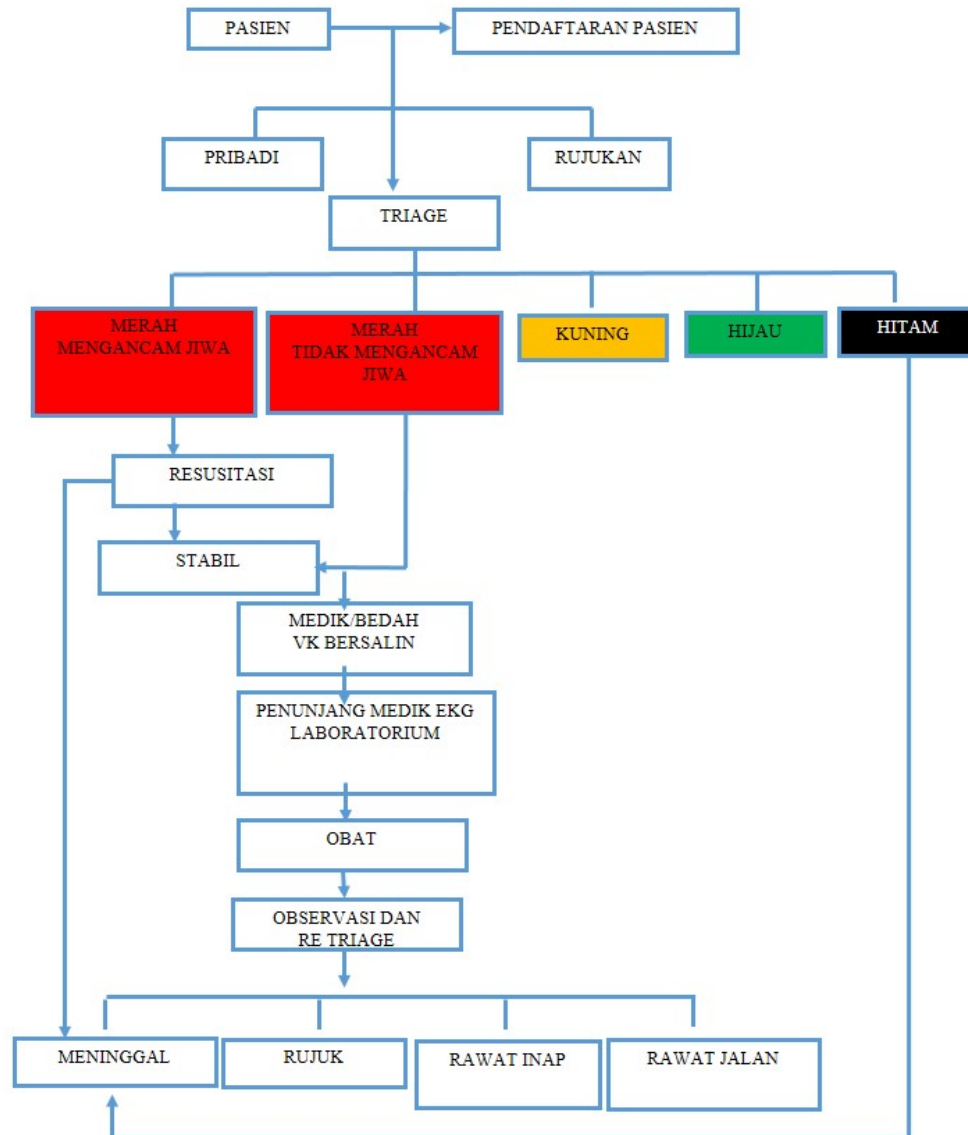 PASIEN
PENDAFTARAN PASIEN
PRIBADI
RUJUKAN
TRIAGE
MERAH
MENGANCAM JIWA
MERAH
TIDAK MENGANCAM
JIWA
KUNING
HIJAU
HITAM
RESUSITASI
STABIL
MEDIK/BEDAH
VK BERSALIN
PENUNJANG MEDIK EKG
LABORATORIUM
OBAT
OBSERVASI DAN
RE TRIAGE
MENINGGAL
RUJUK
RAWAT INAP
RAWAT JALAN